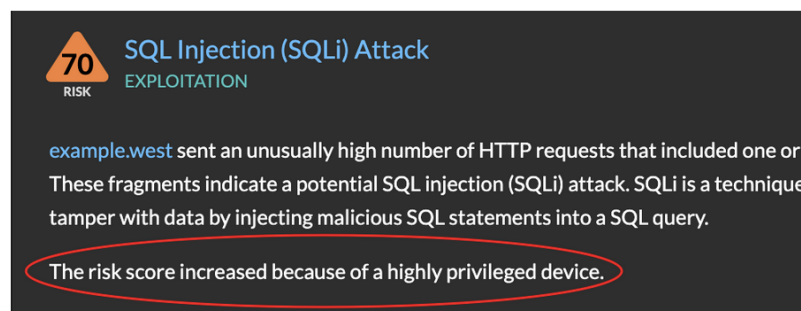 70
RISK
SQL Injection (SQLi) Attack
EXPLOITATION
example.west sent an unusually high number of HTTP requests that included one or
These fragments indicate a potential SQL injection (SQLi) attack. SQLi is a technique
tamper with data by injecting malicious SQL statements into a SQL query.
The risk score increased because of a highly privileged device.